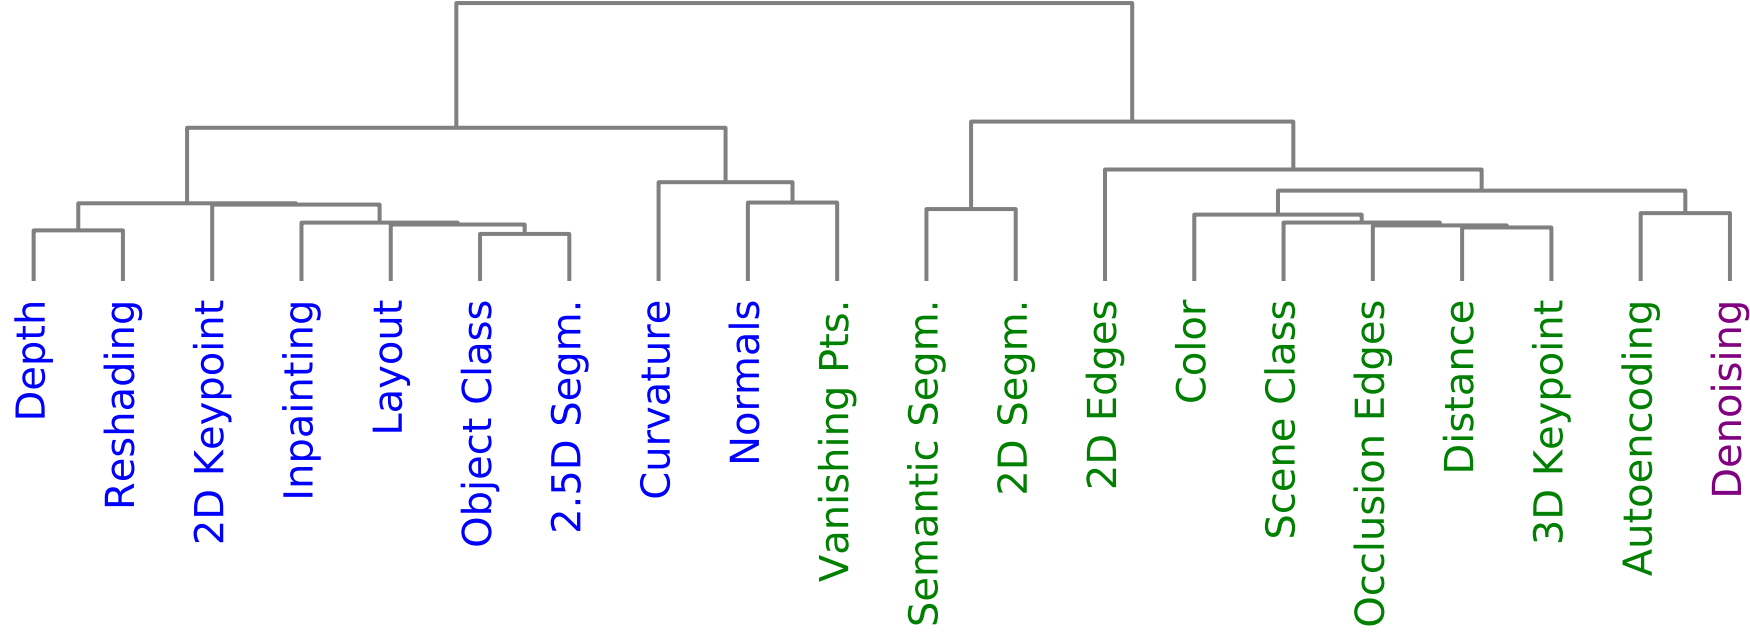 Depth
Reshading
2D Keypoint
Inpainting
Layout
Object Class
2.5D Segm.
Curvature
Normals
Vanishing Pts.
Semantic Segm.
2D Segm.
2D Edges
Color
Scene Class
Occlusion Edges
Distance
3D Keypoint
Autoencoding
Denoising